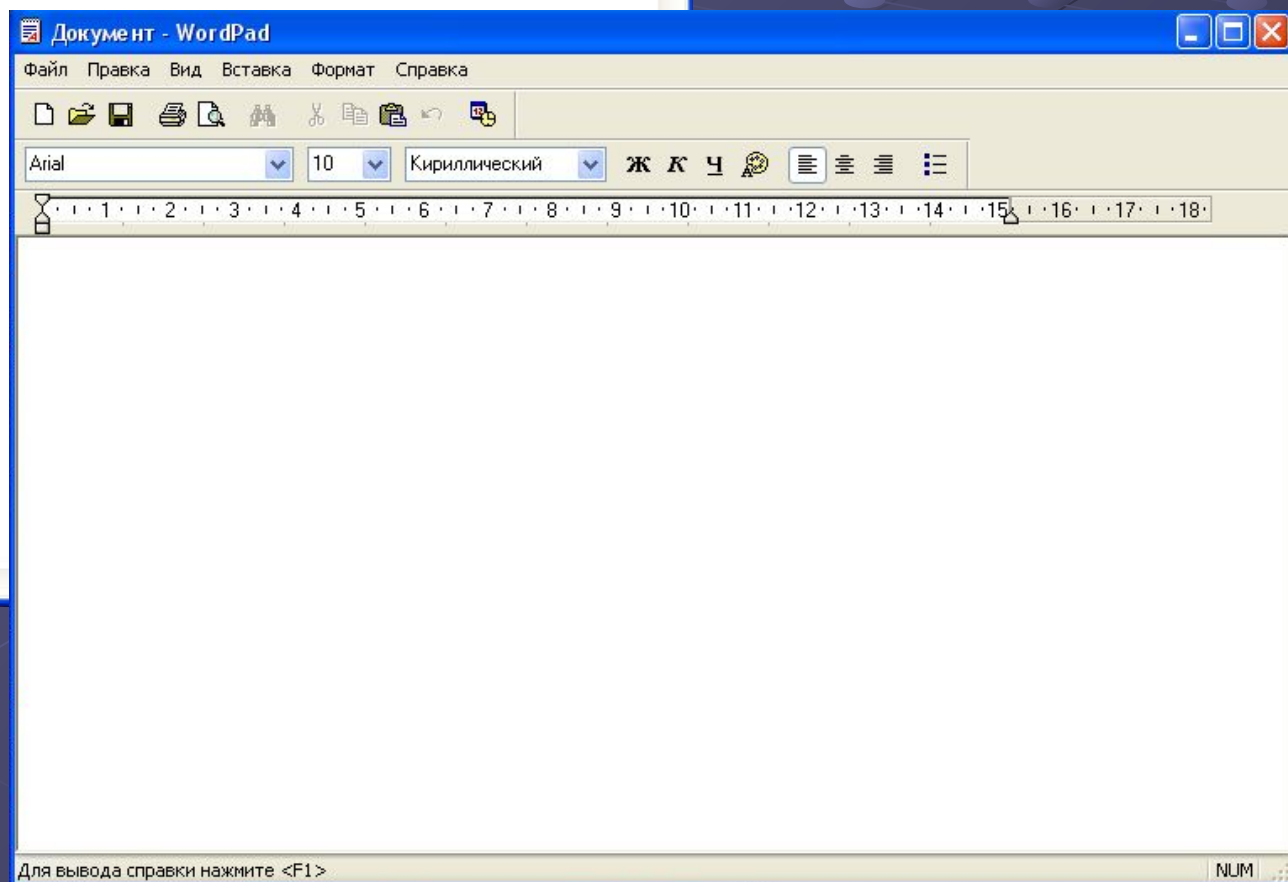 Документ - WordPad
Файл Правка Вид Вставка Формат Справка
Arial 10 Кириллический Ж К Ч
1 2 3 4 5 6 7 8 9 10 11 12 13 14 15 16 17 18
Для вывода справки нажмите <F1> NUM